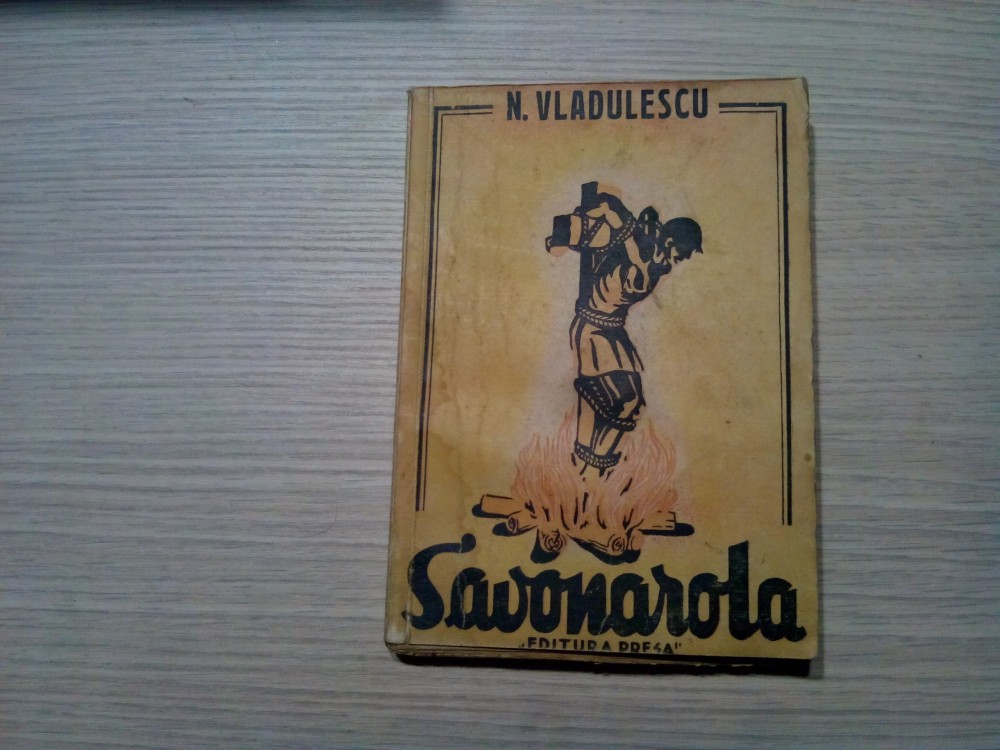 N. VLADULESCU
Savonarola
„EDITURA PRESA"